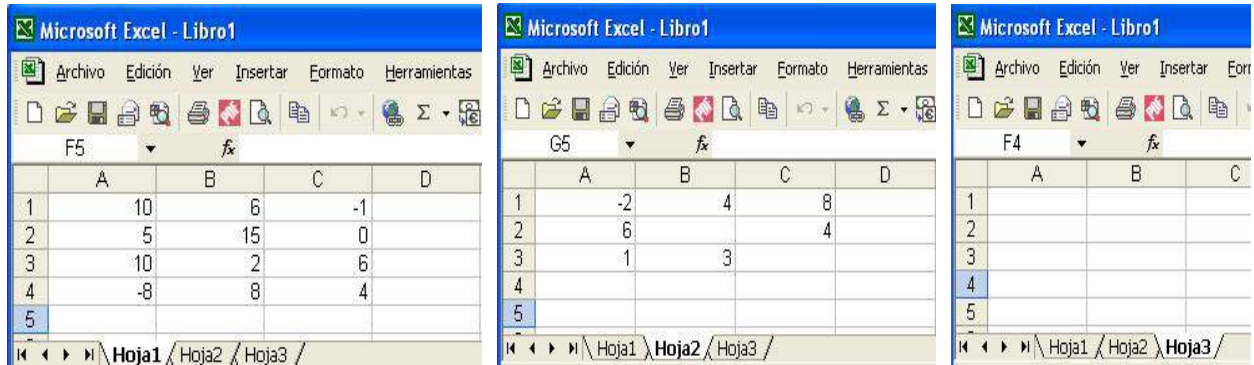 Microsoft Excel - Libro1
Archivo Edición Ver Insertar Formato Herramientas
F5 fx
A B C D
1 10 6 -1
2 5 15 0
3 10 2 6
4 -8 8 4
5
Hoja1 Hoja2 Hoja3
Microsoft Excel - Libro1
Archivo Edición Ver Insertar Formato Herramientas
G5 fx
A B C D
1 -2 4 8
2 6 4
3 1 3
4
5
Hoja1 Hoja2 Hoja3
Microsoft Excel - Libro1
Archivo Edición Ver Insertar
F4 fx
A B C
1
2
3
4
5
Hoja1 Hoja2 Hoja3